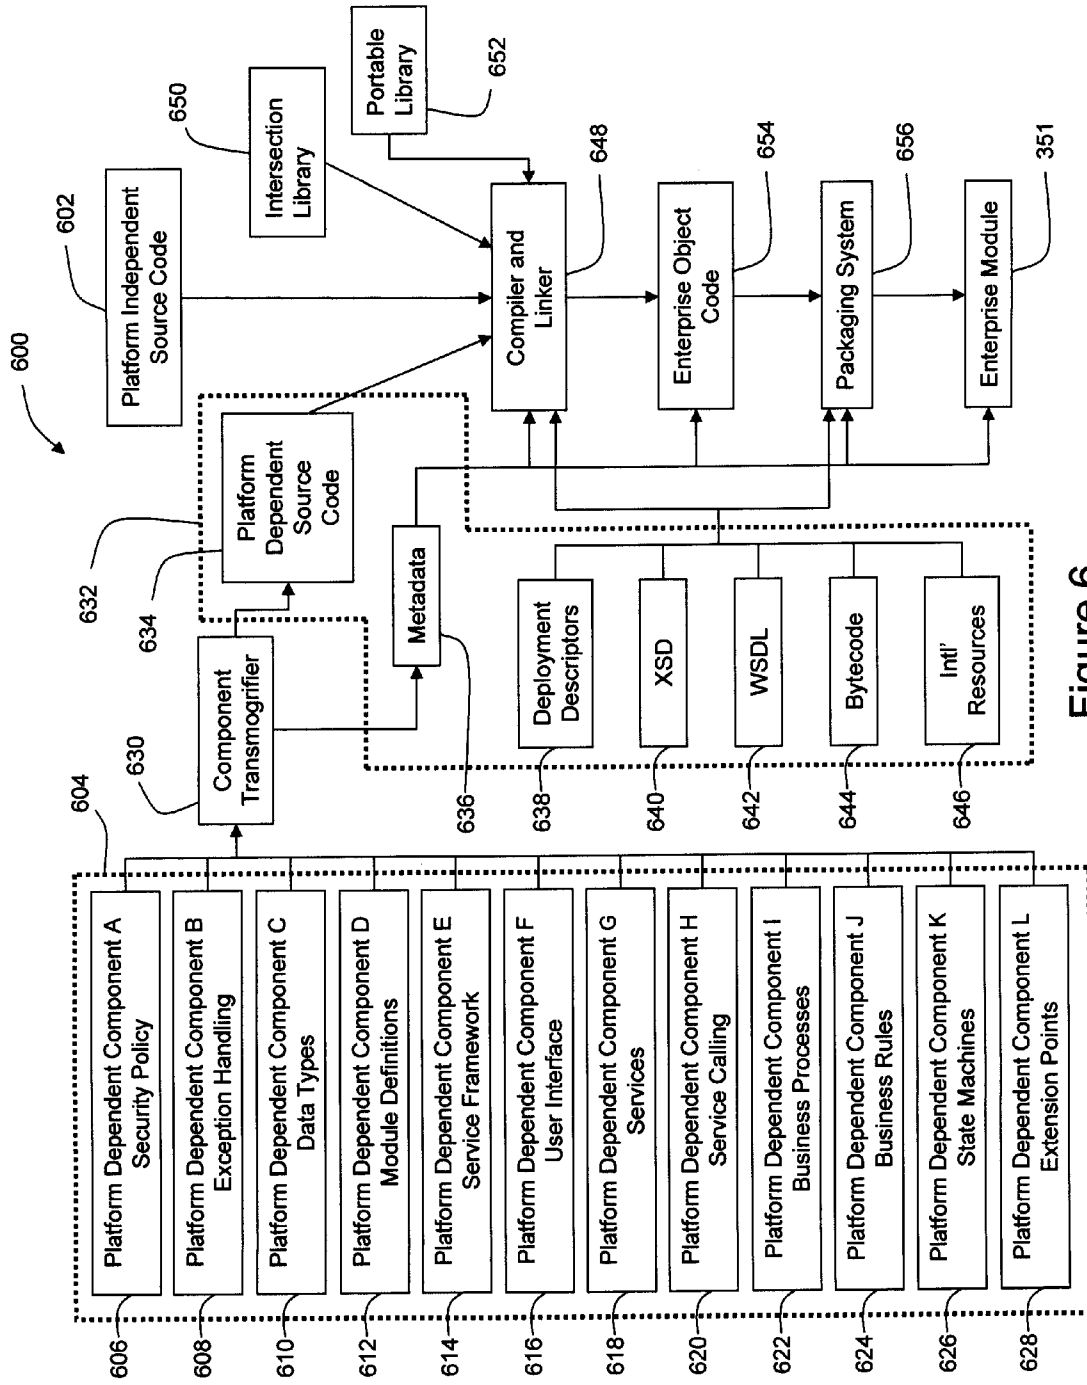 600
602
Platform Independent
Source Code
650
Intersection
Library
Portable
Library
652
632
634
Platform
Dependent
Source
Code
Compiler and
Linker
648
604
630
Component
Transmogrifier
Metadata
636
Enterprise Object
Code
654
Packaging System
656
Enterprise Module
351
638
Deployment
Descriptors
640
XSD
642
WSDL
644
Bytecode
646
Intl'
Resources
606
Platform Dependent Component A
Security Policy
608
Platform Dependent Component B
Exception Handling
610
Platform Dependent Component C
Data Types
612
Platform Dependent Component D
Module Definitions
614
Platform Dependent Component E
Service Framework
616
Platform Dependent Component F
User Interface
618
Platform Dependent Component G
Services
620
Platform Dependent Component H
Service Calling
622
Platform Dependent Component I
Business Processes
624
Platform Dependent Component J
Business Rules
626
Platform Dependent Component K
State Machines
628
Platform Dependent Component L
Extension Points
Figure 6